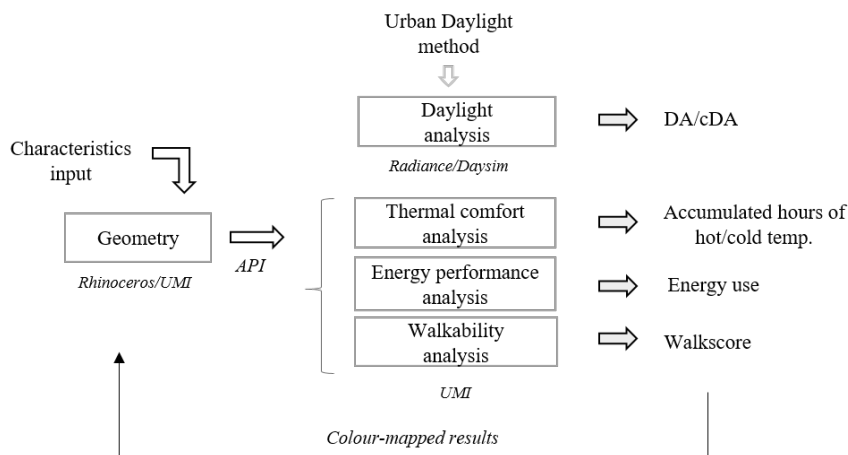 Urban Daylight
method
Daylight
analysis
DA/cDA
Radiance/Daysim
Characteristics
input
Geometry
Rhinoceros/UMI
API
Thermal comfort
analysis
Accumulated hours of
hot/cold temp.
Energy performance
analysis
Energy use
Walkability
analysis
Walkscore
UMI
Colour-mapped results